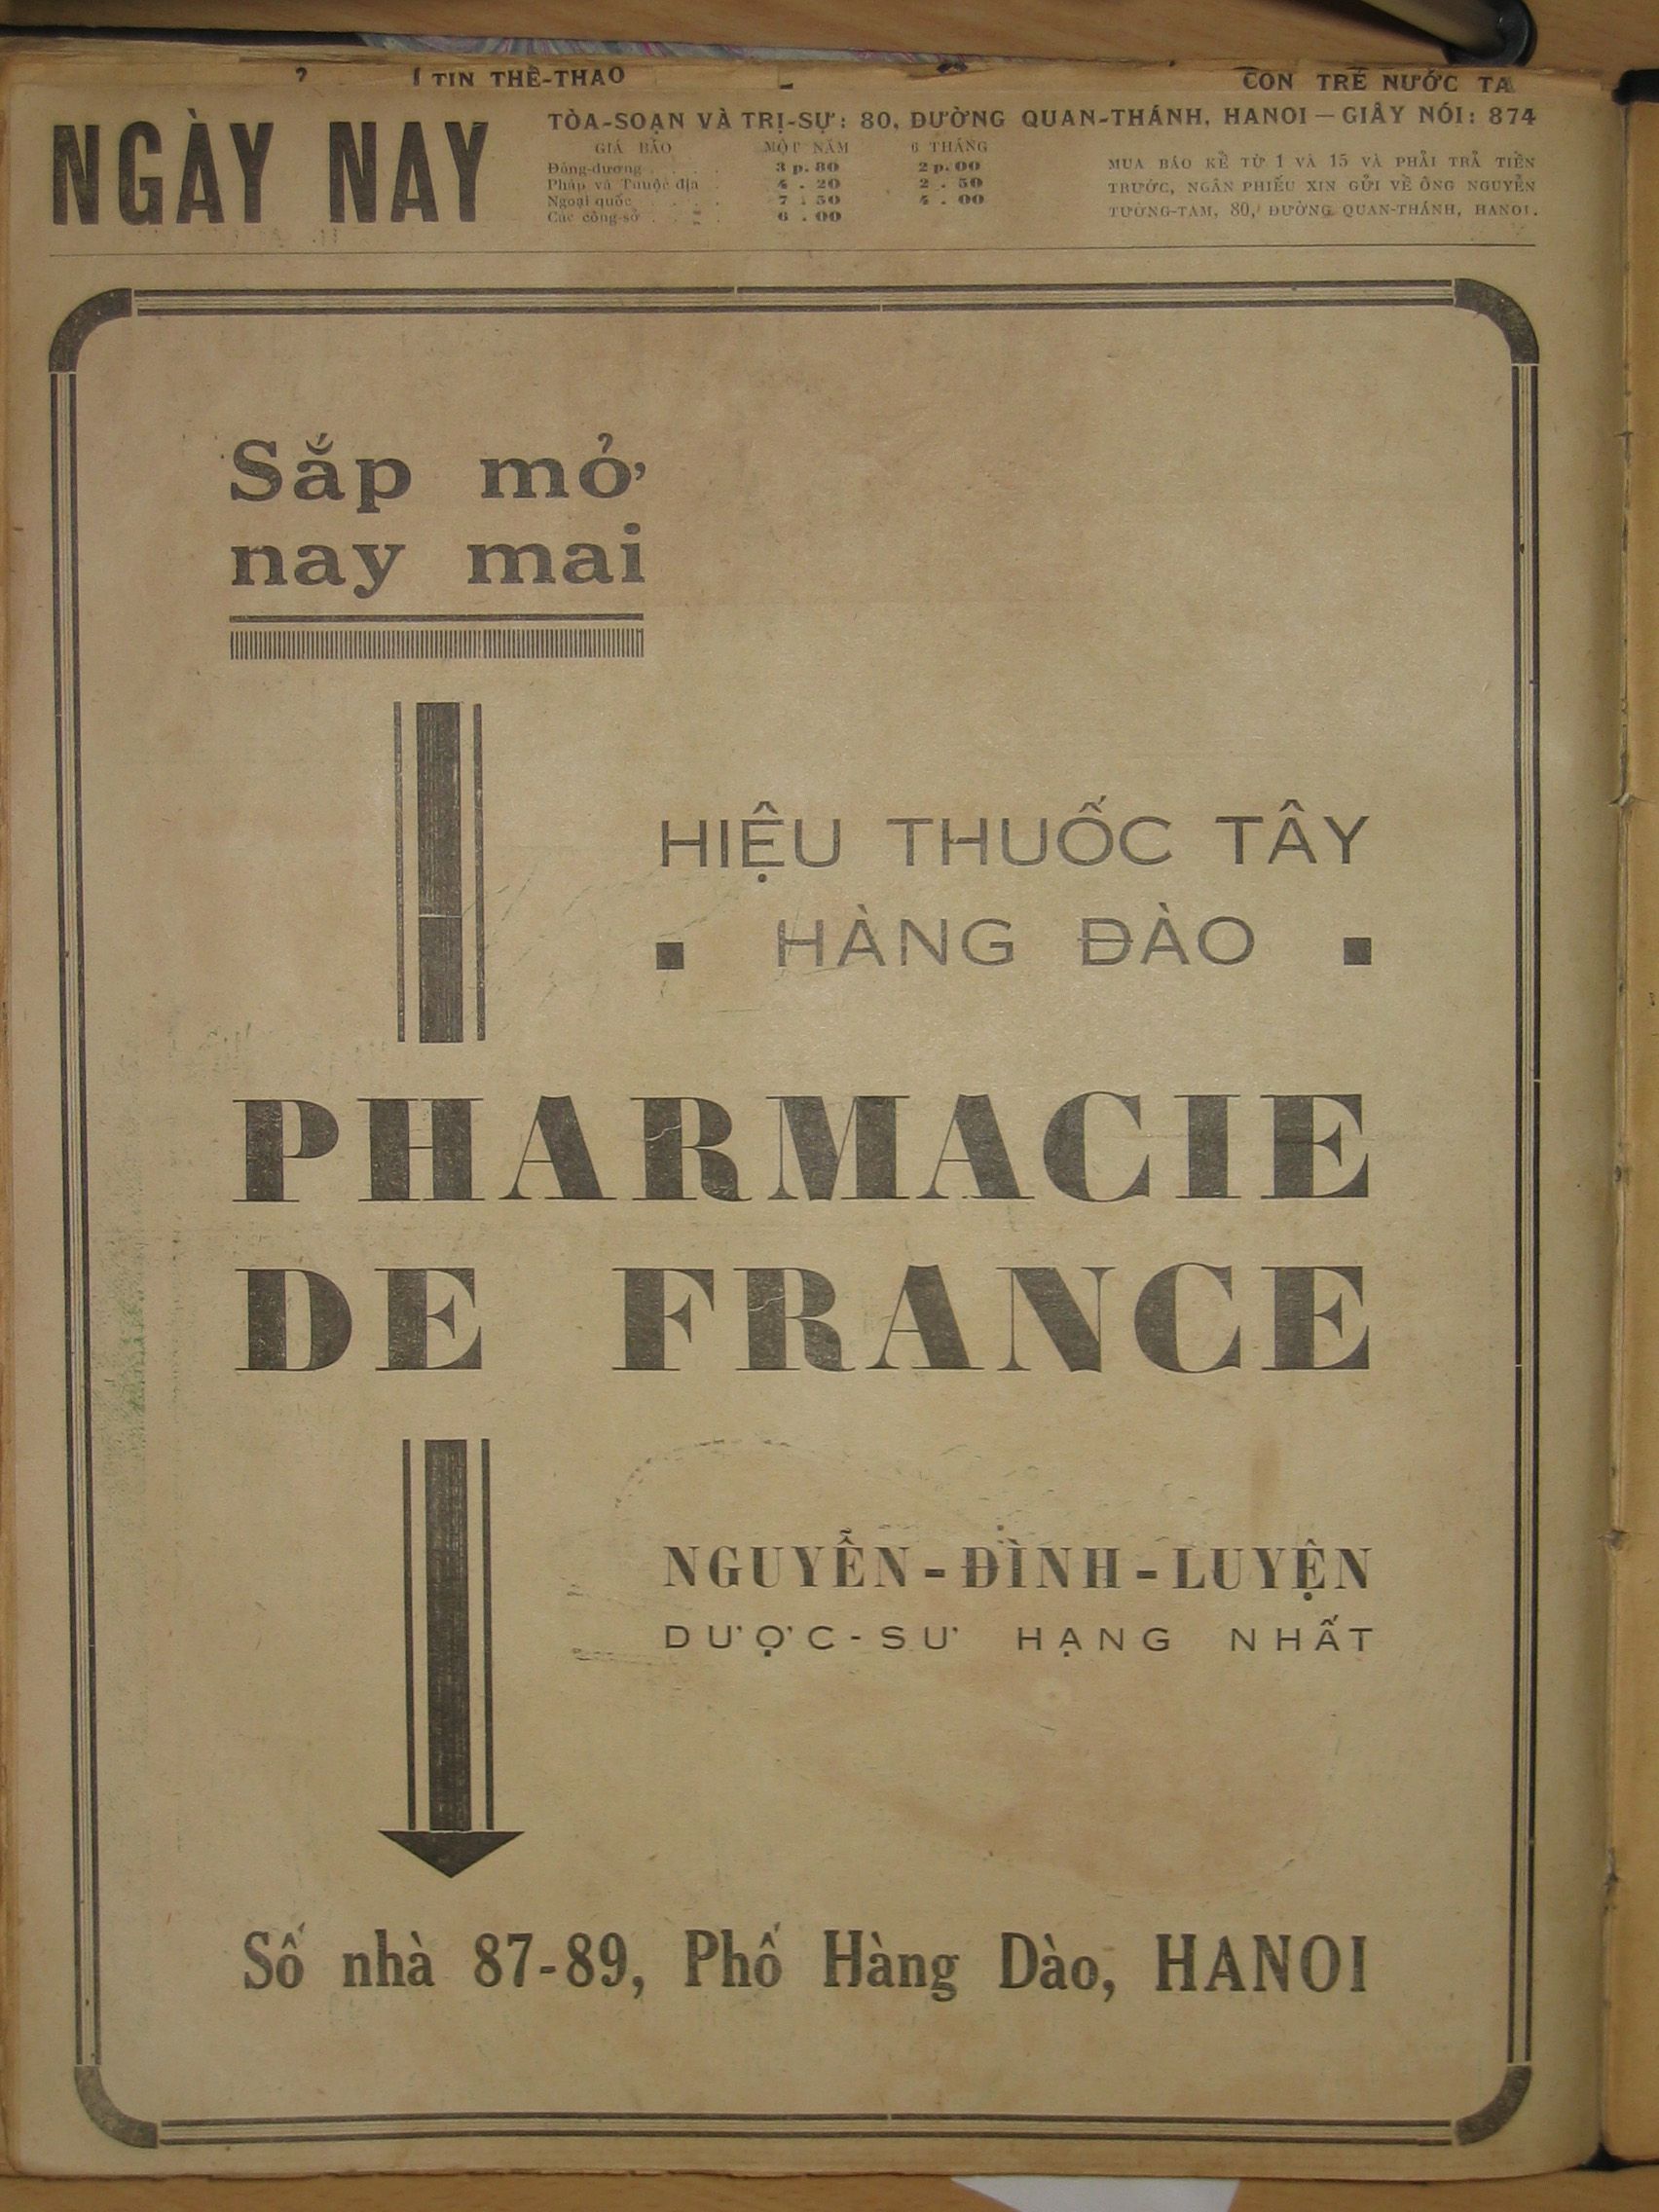 TIN THỂ-THAO
CON TRẺ NƯỚC TA
NGÀY NAY
TÒA-SOẠN VÀ TRỊ-SỰ: 80, ĐƯỜNG QUAN-THÁNH, HANOI — GIÂY NÓI: 874
GIÁ BÁO MỘT NĂM 6 THÁNG
Đông-dương . . . . 3 p. 80 2 p. 00
Pháp và Thuộc địa . 4 . 20 2 . 50
Ngoại quốc . . . . 7 . 50 4 . 00
Các công-sở . . . 6 . 00
MUA BÁO KỂ TỪ 1 VÀ 15 VÀ PHẢI TRẢ TIỀN
TRƯỚC, NGÂN PHIẾU XIN GỬI VỀ ÔNG NGUYỄN
TƯỜNG-TAM, 80, ĐƯỜNG QUAN-THÁNH, HANOI.
Sắp mở
nay mai
HIỆU THUỐC TÂY
▪ HÀNG ĐÀO ▪
PHARMACIE
DE FRANCE
NGUYỄN-ĐÌNH-LUYỆN
DƯỢC-SƯ HẠNG NHẤT
Số nhà 87-89, Phố Hàng Dào, HANOI